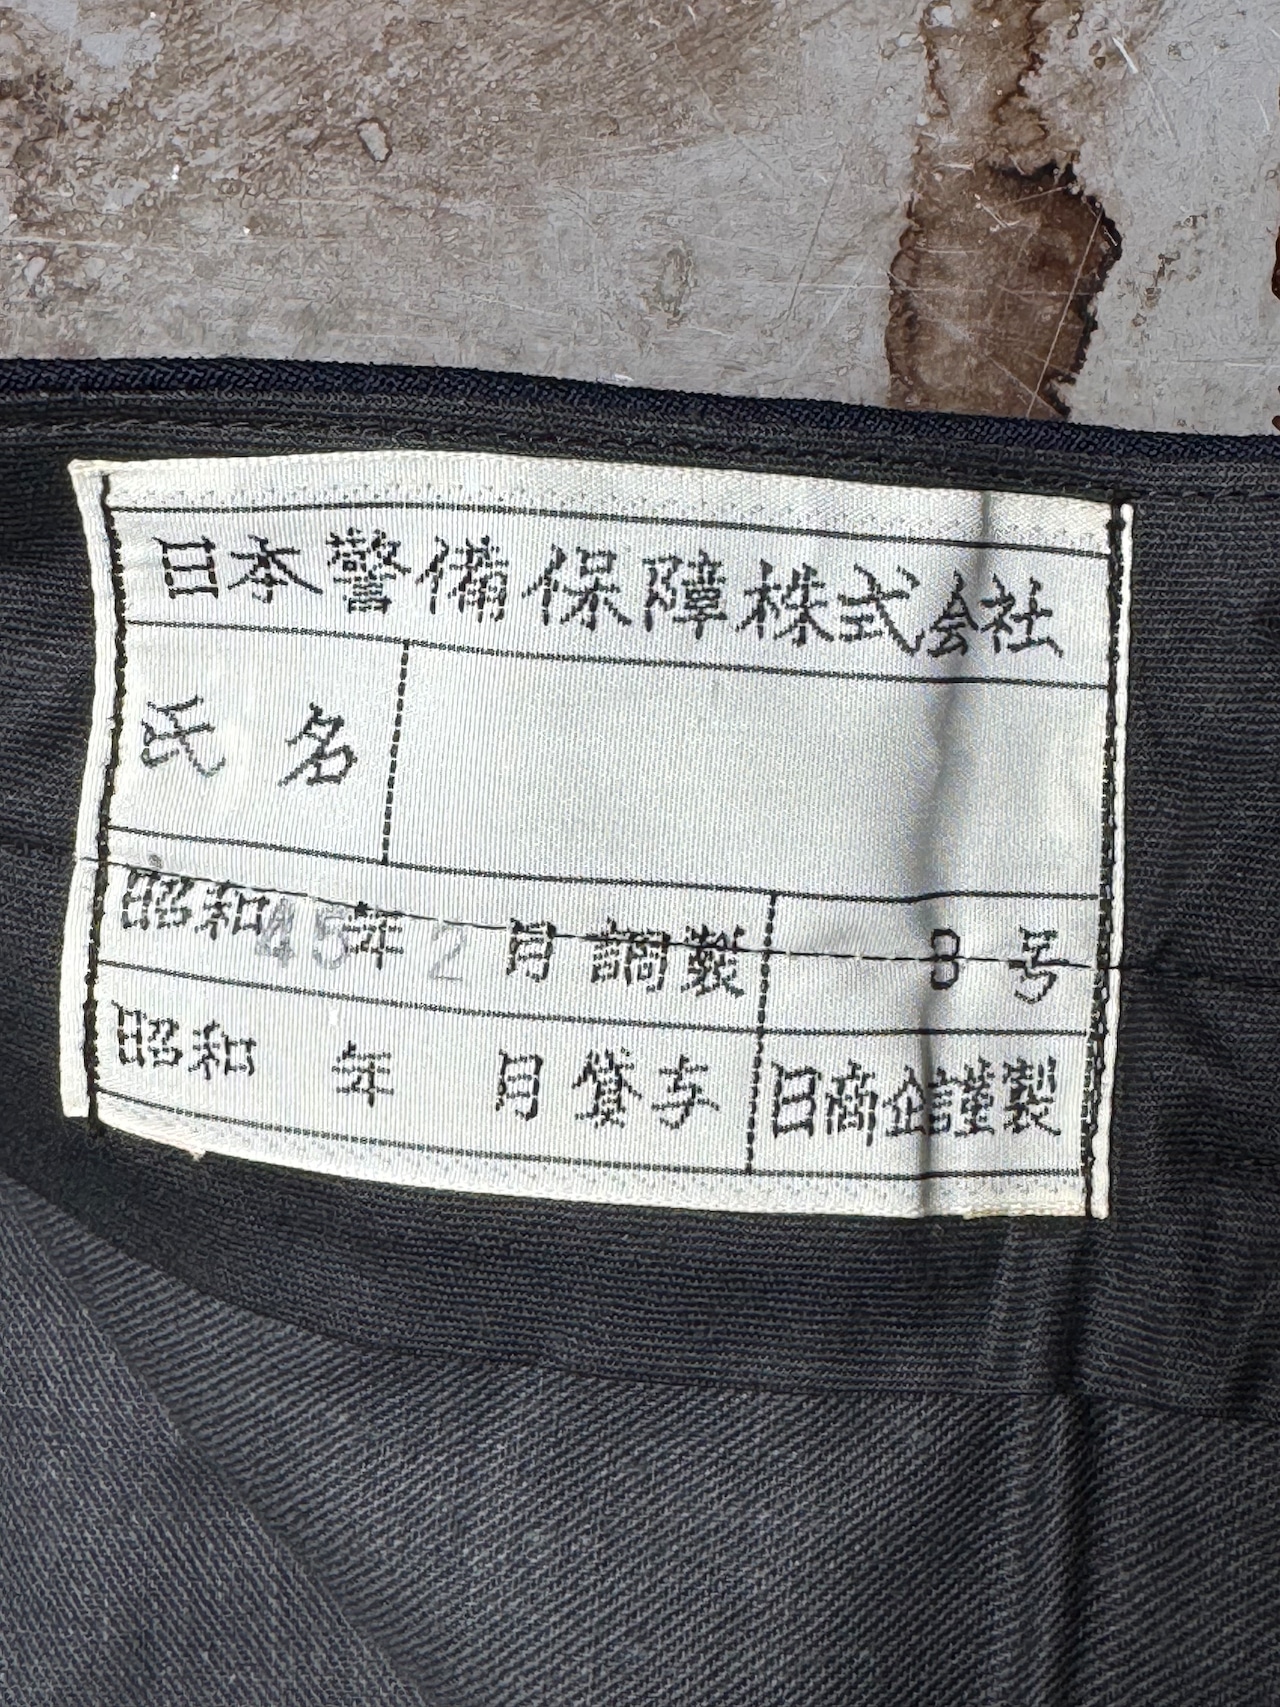 日本警備保障株式会社
氏名
昭和45年2月調製 8号
昭和 年 月貸与 日商企謹製